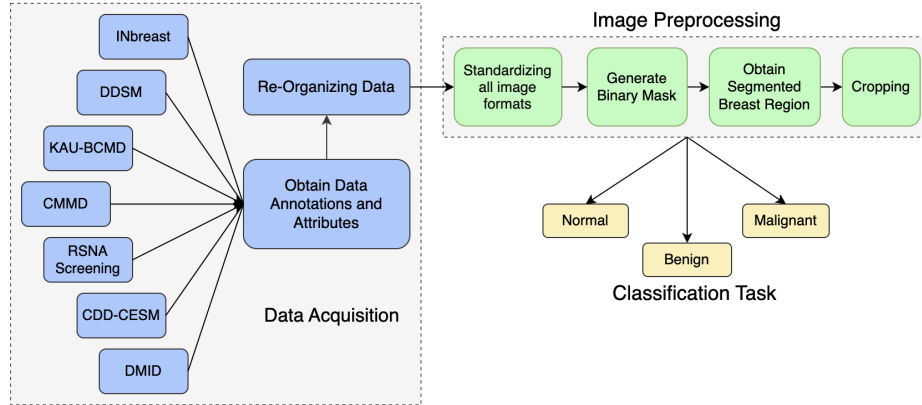 INbreast
DDSM
KAU-BCMD
CMMD
RSNA
Screening
CDD-CESM
DMID
Re-Organizing Data
Obtain Data
Annotations and
Attributes
Data Acquisition
Image Preprocessing
Standardizing
all image
formats
Generate
Binary Mask
Obtain
Segmented
Breast Region
Cropping
Normal
Benign
Malignant
Classification Task